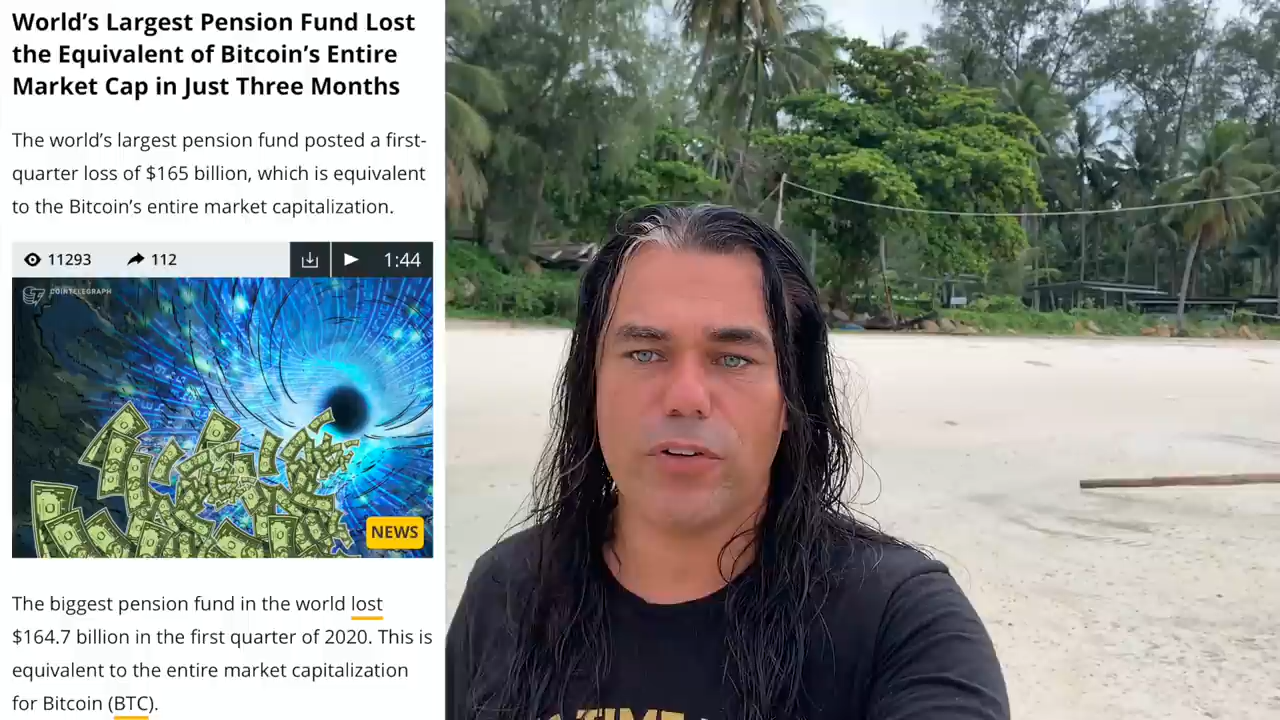 World's Largest Pension Fund Lost
the Equivalent of Bitcoin's Entire
Market Cap in Just Three Months
The world's largest pension fund posted a first-
quarter loss of $165 billion, which is equivalent
to the Bitcoin's entire market capitalization.
11293 112 1:44
COINTELEGRAPH
NEWS
The biggest pension fund in the world lost
$164.7 billion in the first quarter of 2020. This is
equivalent to the entire market capitalization
for Bitcoin (BTC).